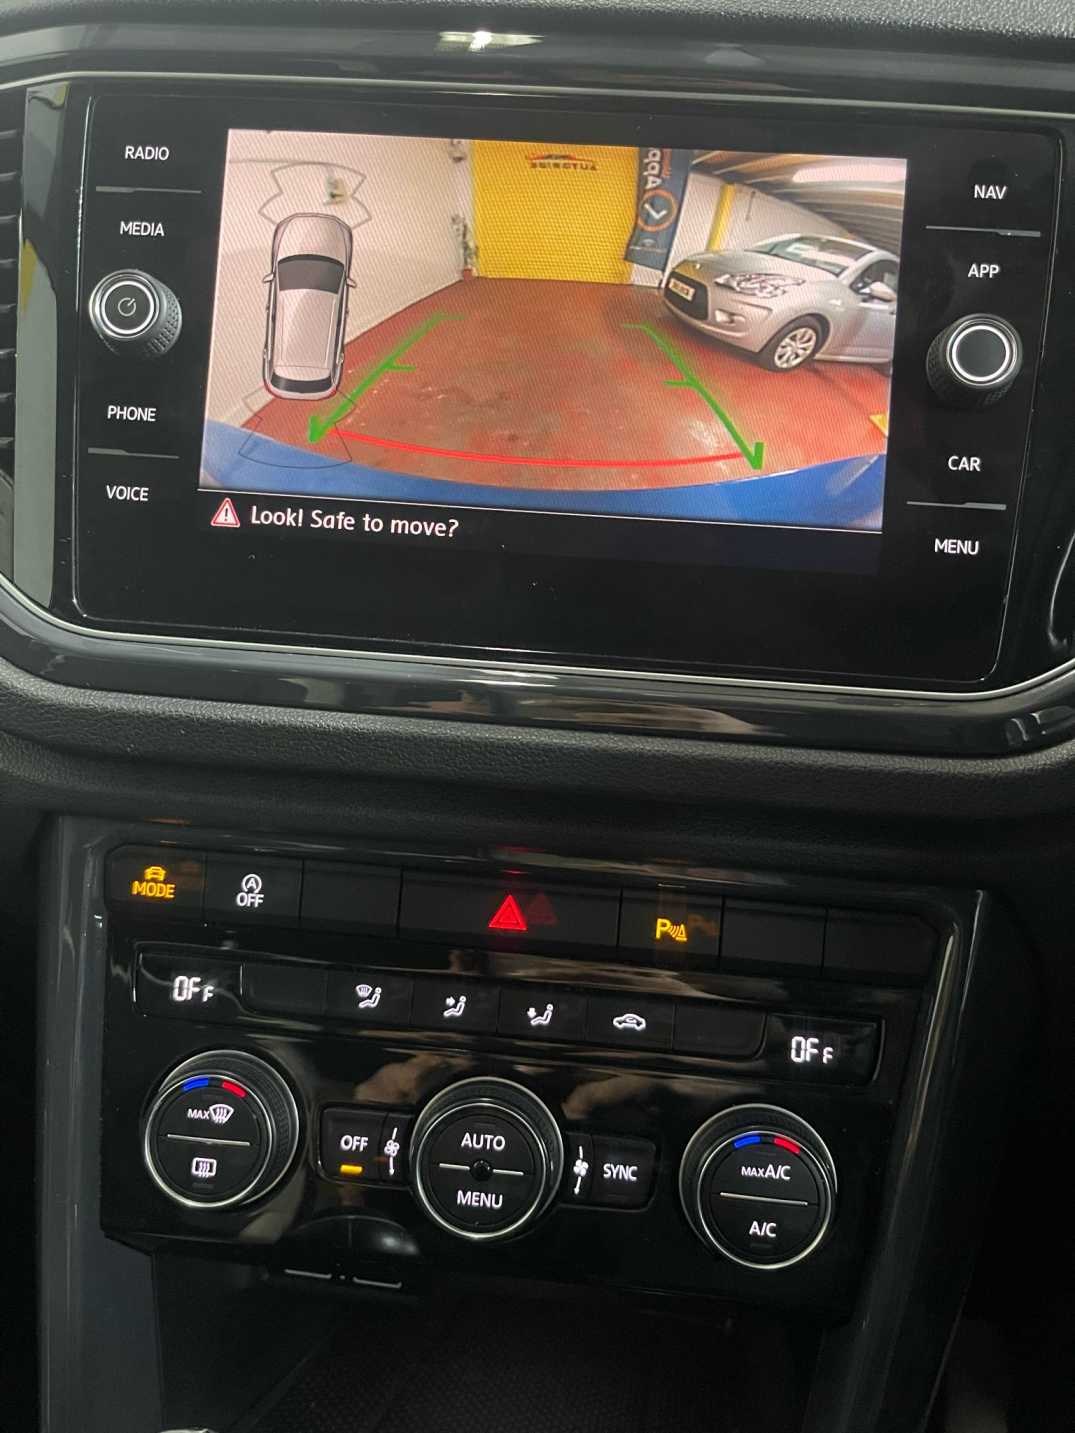 RADIO
NAV
MEDIA
APP
PHONE
CAR
VOICE
MENU
Look! Safe to move?
MODE
A
OFF
P
OFF
OFF
MAX
OFF
AUTO
MENU
SYNC
MAX A/C
A/C